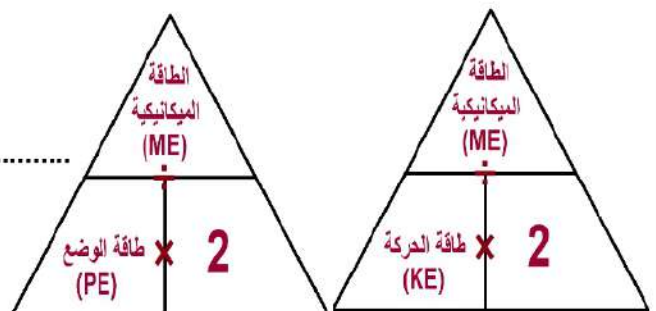 الطاقة
الميكانيكية
(ME)
÷
طاقة الحركة
(KE)
×
2
الطاقة
الميكانيكية
(ME)
÷
طاقة الوضع
(PE)
×
2
...........